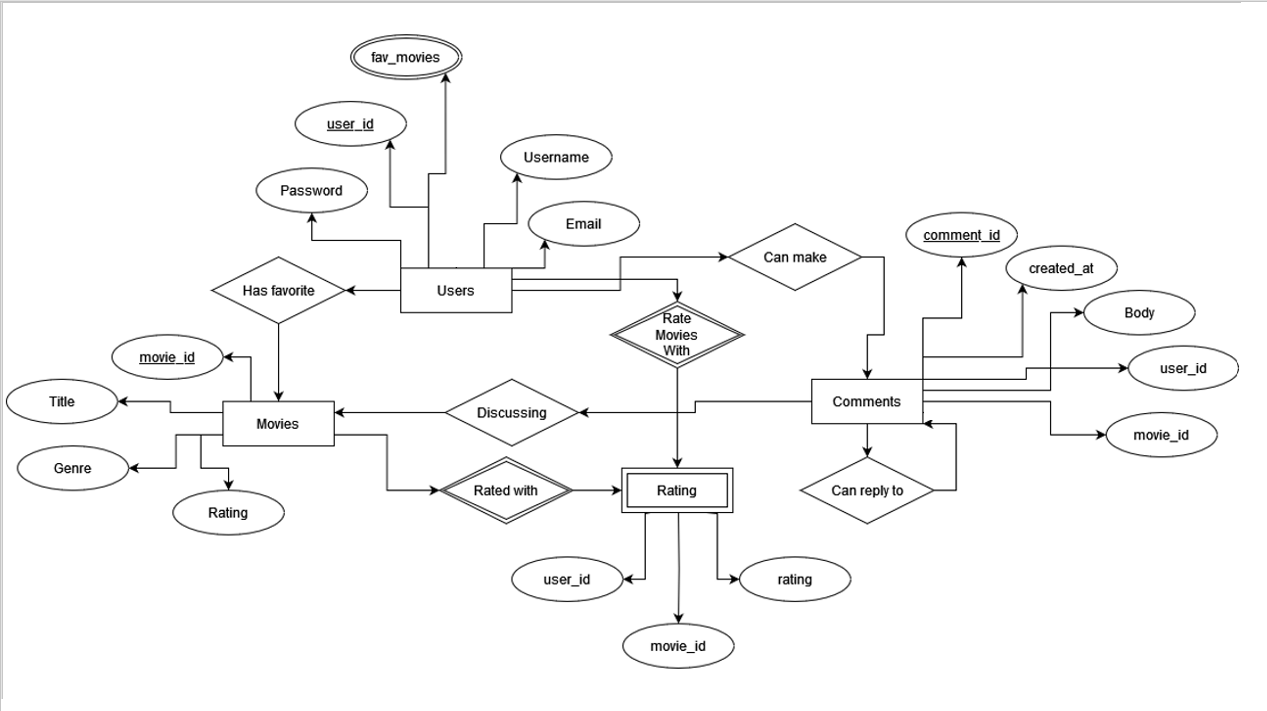 fav_movies
user_id
Username
Password
Email
comment_id
Can make
created_at
Has favorite
Users
Body
Rate
Movies
With
movie_id
user_id
Title
Discussing
Comments
Movies
movie_id
Genre
Rated with
Rating
Can reply to
Rating
user_id
rating
movie_id